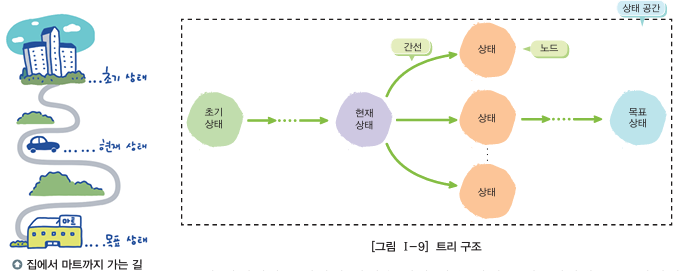 초기 상태
현재 상태
마트
목표 상태
집에서 마트까지 가는 길
상태 공간
초기
상태
현재
상태
간선
상태
노드
상태
상태
목표
상태
[그림 Ⅰ-9] 트리 구조